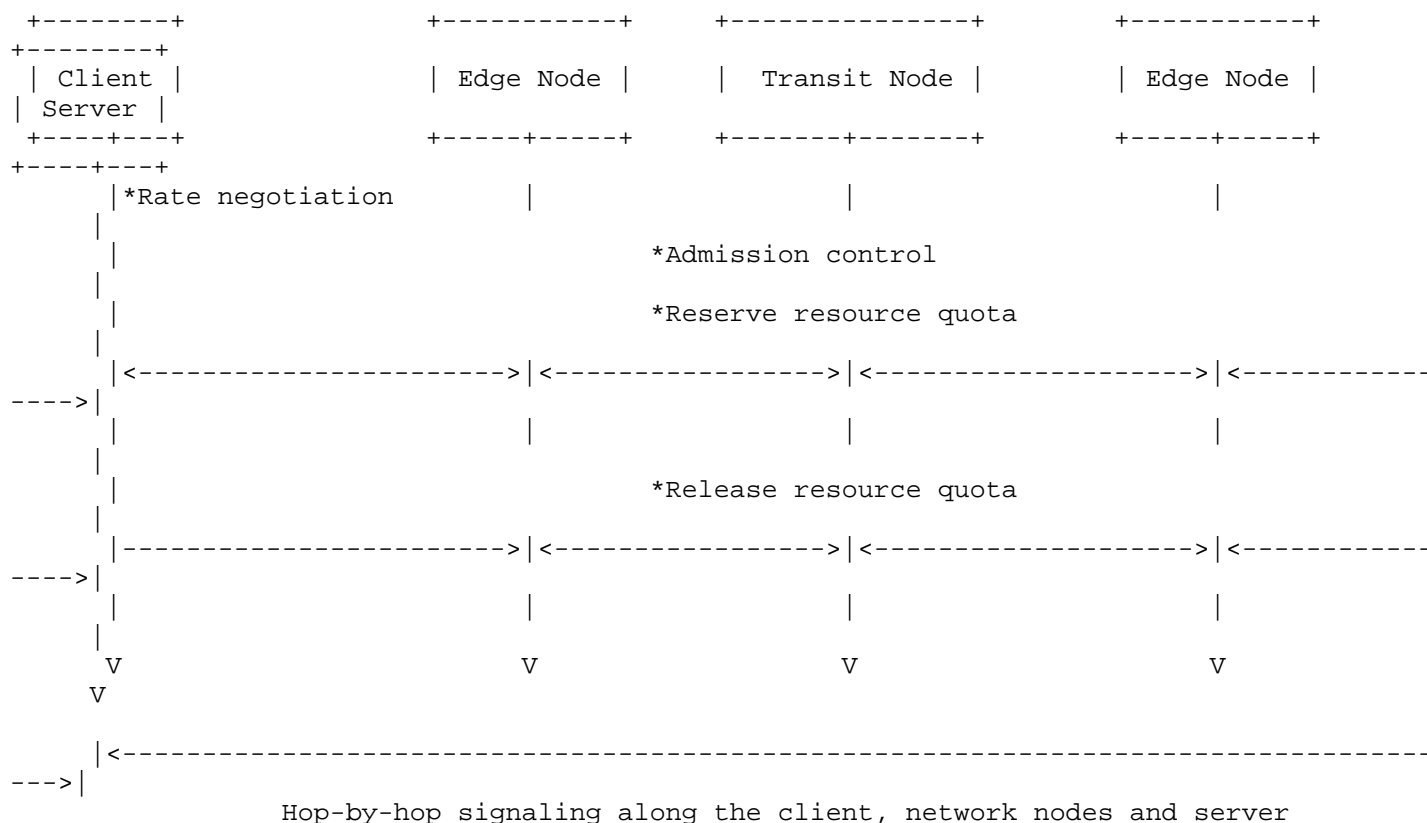 +--------+                +-----------+     +---------------+        +-----------+
+--------+
 | Client |                | Edge Node |     |  Transit Node |        | Edge Node |
| Server |
 +----+---+                +-----+-----+     +-------+-------+        +-----+-----+
+----+---+
      |*Rate negotiation        |                   |                      |
     |
      |                                 *Admission control
     |
      |                                 *Reserve resource quota
     |
      |<----------------------->|<----------------->|<-------------------->|<------------
---->|
      |                         |                   |                      |
     |
      |                                 *Release resource quota
     |
      |------------------------>|<----------------->|<-------------------->|<------------
---->|
      |                         |                   |                      |
     |
      V                         V                   V                      V
     V
     |<----------------------------------------------------------------------------------
--->|
                 Hop-by-hop signaling along the client, network nodes and server